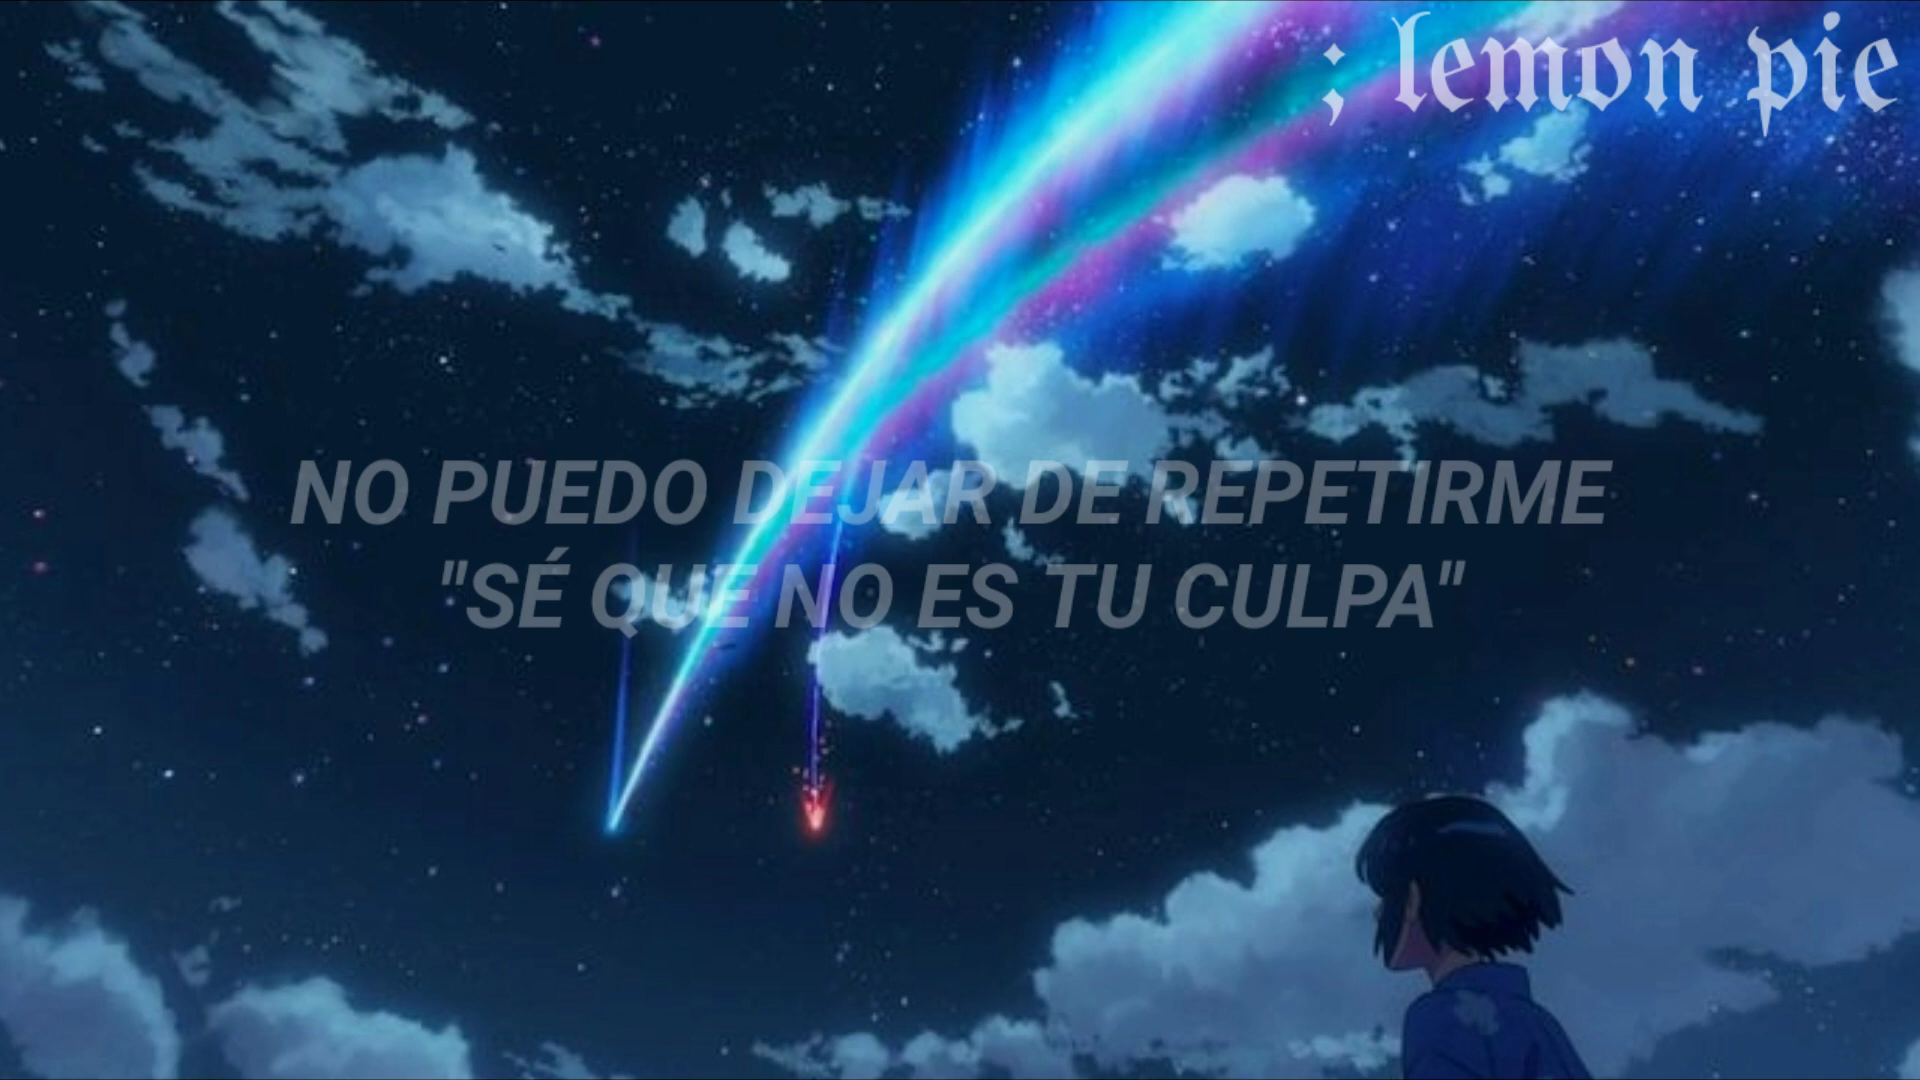 ; lemon pie
NO PUEDO DEJAR DE REPETIRME
"SÉ QUE NO ES TU CULPA"